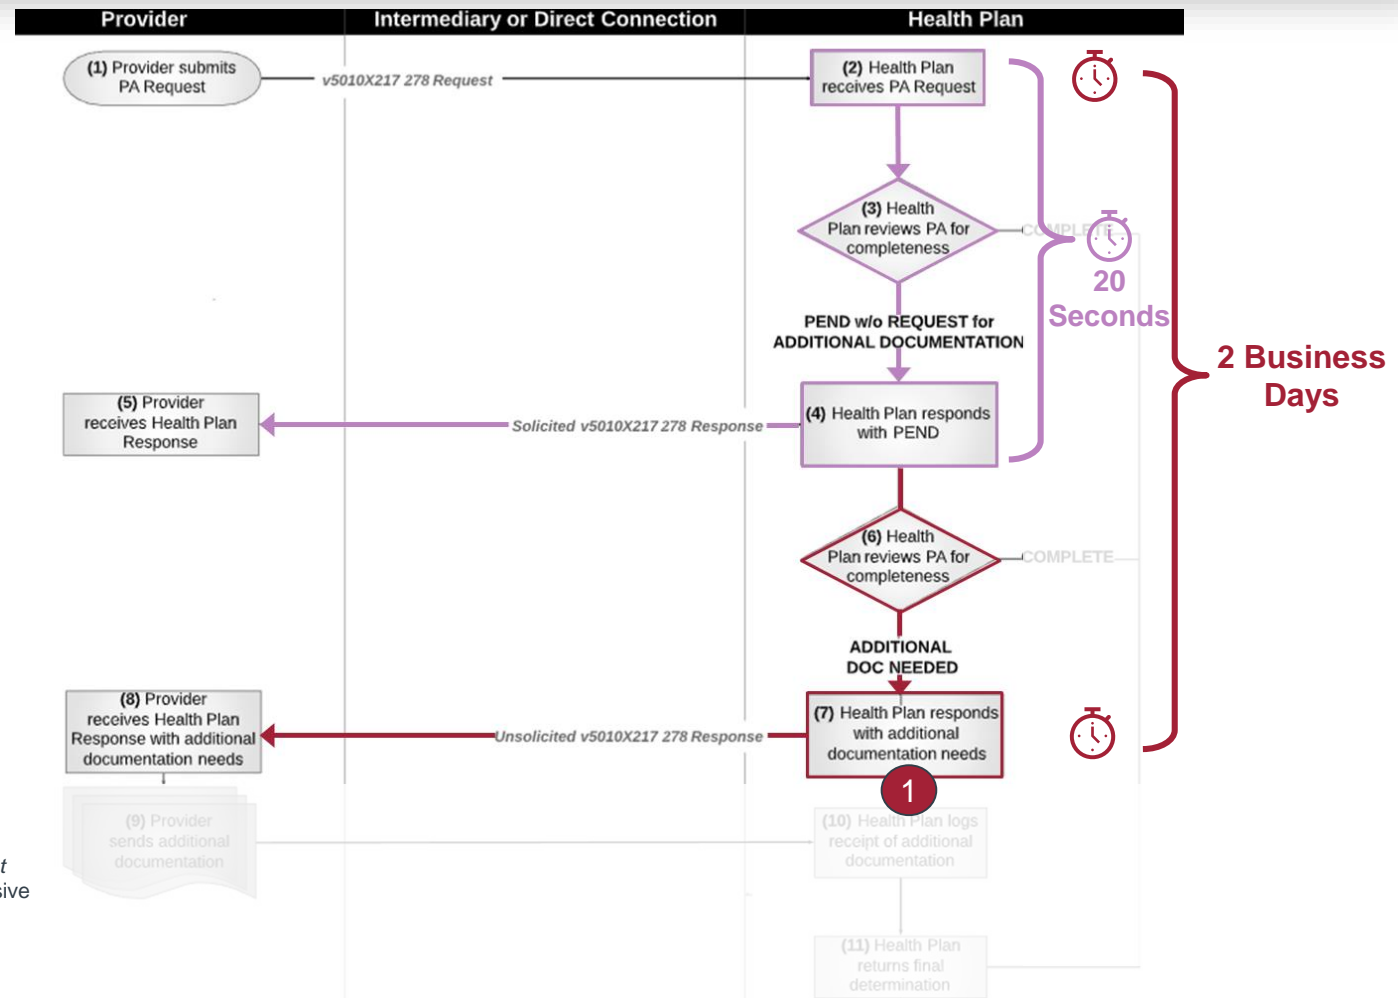 Provider
Intermediary or Direct Connection
Health Plan
(1) Provider submits
PA Request
v5010X217 278 Request
(2) Health Plan
receives PA Request
(3) Health
Plan reviews PA for
completeness
COMPLETE
20
Seconds
PEND w/o REQUEST for
ADDITIONAL DOCUMENTATION
2 Business
Days
(5) Provider
receives Health Plan
Response
Solicited v5010X217 278 Response
(4) Health Plan responds
with PEND
(6) Health
Plan reviews PA for
completeness
COMPLETE
ADDITIONAL
DOC NEEDED
(8) Provider
receives Health Plan
Response with additional
documentation needs
Unsolicited v5010X217 278 Response
(7) Health Plan responds
with additional
documentation needs
1
(9) Provider
sends additional
documentation
(10) Health Plan logs
receipt of additional
documentation
t
sive
(11) Health Plan
returns final
determination